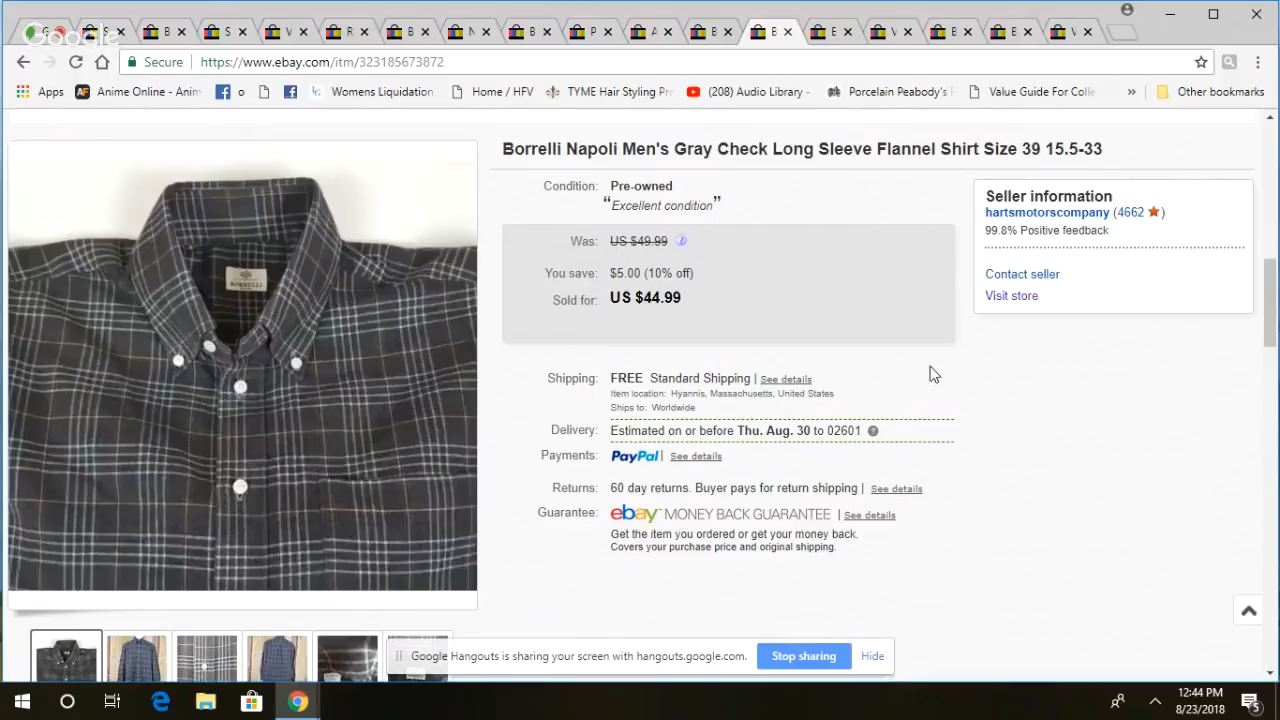 Google
S
B
S
V
R
B
N
B
P
A
B
B
E
V
B
B
V
Secure
https://www.ebay.com/itm/323185673872
Apps
AF Anime Online - Anim
o
Womens Liquidation
Home / HFV
TYME Hair Styling Pro
(208) Audio Library -
Porcelain Peabody's F
Value Guide For Colle
»
Other bookmarks
Borrelli Napoli Men's Gray Check Long Sleeve Flannel Shirt Size 39 15.5-33
Condition: Pre-owned
“Excellent condition”
Was: US $49.99
You save: $5.00 (10% off)
Sold for: US $44.99
Seller information
hartsmotorscompany (4662 ★)
99.8% Positive feedback
Contact seller
Visit store
BORRELLI
Shipping: FREE Standard Shipping | See details
Item location: Hyannis, Massachusetts, United States
Ships to: Worldwide
Delivery: Estimated on or before Thu. Aug. 30 to 02601
Payments: PayPal | See details
Returns: 60 day returns. Buyer pays for return shipping | See details
Guarantee: ebay MONEY BACK GUARANTEE | See details
Get the item you ordered or get your money back.
Covers your purchase price and original shipping.
Google Hangouts is sharing your screen with hangouts.google.com.
Stop sharing
Hide
12:44 PM
8/23/2018
5